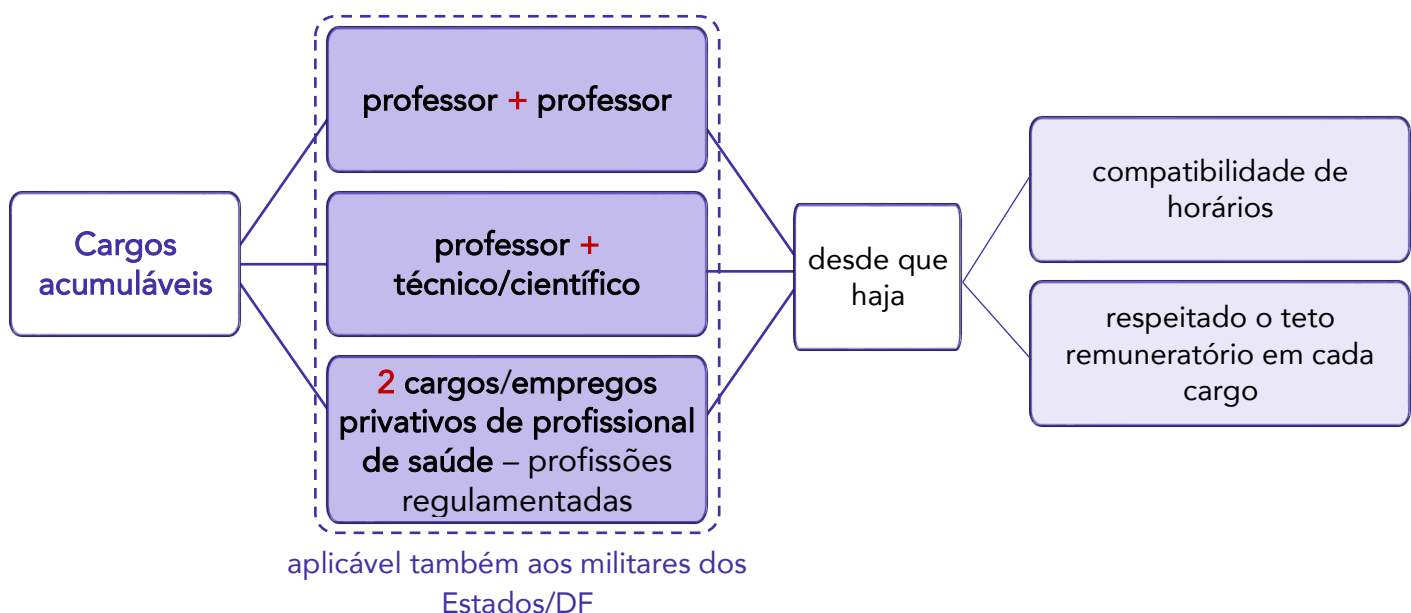 Cargos
acumuláveis
professor + professor
professor +
técnico/científico
2 cargos/empregos
privativos de profissional
de saúde – profissões
regulamentadas
aplicável também aos militares dos
Estados/DF
desde que
haja
compatibilidade de
horários
respeitado o teto
remuneratório em cada
cargo